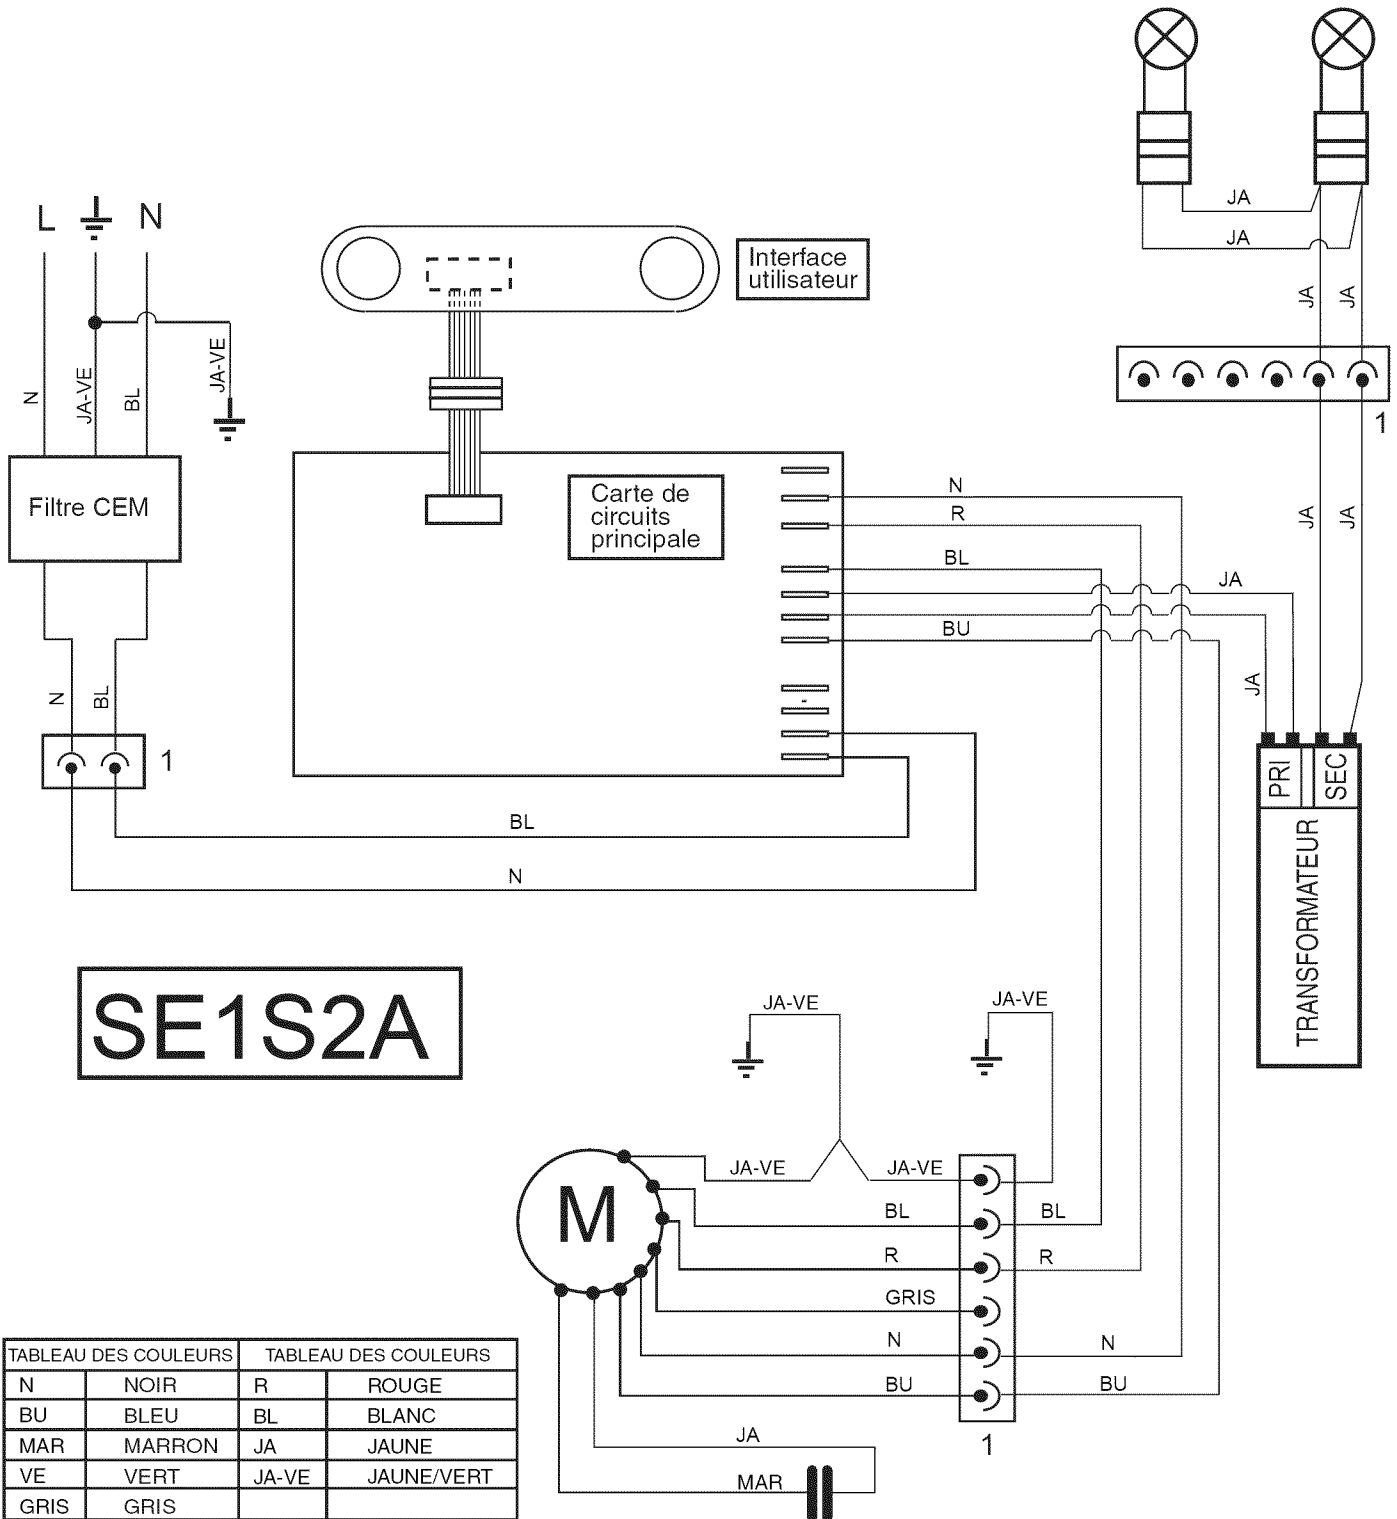 JA
JA
L
N
Interface
utilisateur
JA
JA
N
JA-VE
BL
JA-VE
1
Filtre CEM
Carte de
circuits
principale
N
R
BL
JA
JA
JA
BU
JA
N
BL
1
PRI
SEC
TRANSFORMATEUR
BL
N
SE1S2A
JA-VE
JA-VE
M
JA-VE
JA-VE
BL
BL
R
R
GRIS
N
N
BU
BU
1
JA
MAR
TABLEAU DES COULEURS TABLEAU DES COULEURS
N NOIR R ROUGE
BU BLEU BL BLANC
MAR MARRON JA JAUNE
VE VERT JA-VE JAUNE/VERT
GRIS GRIS